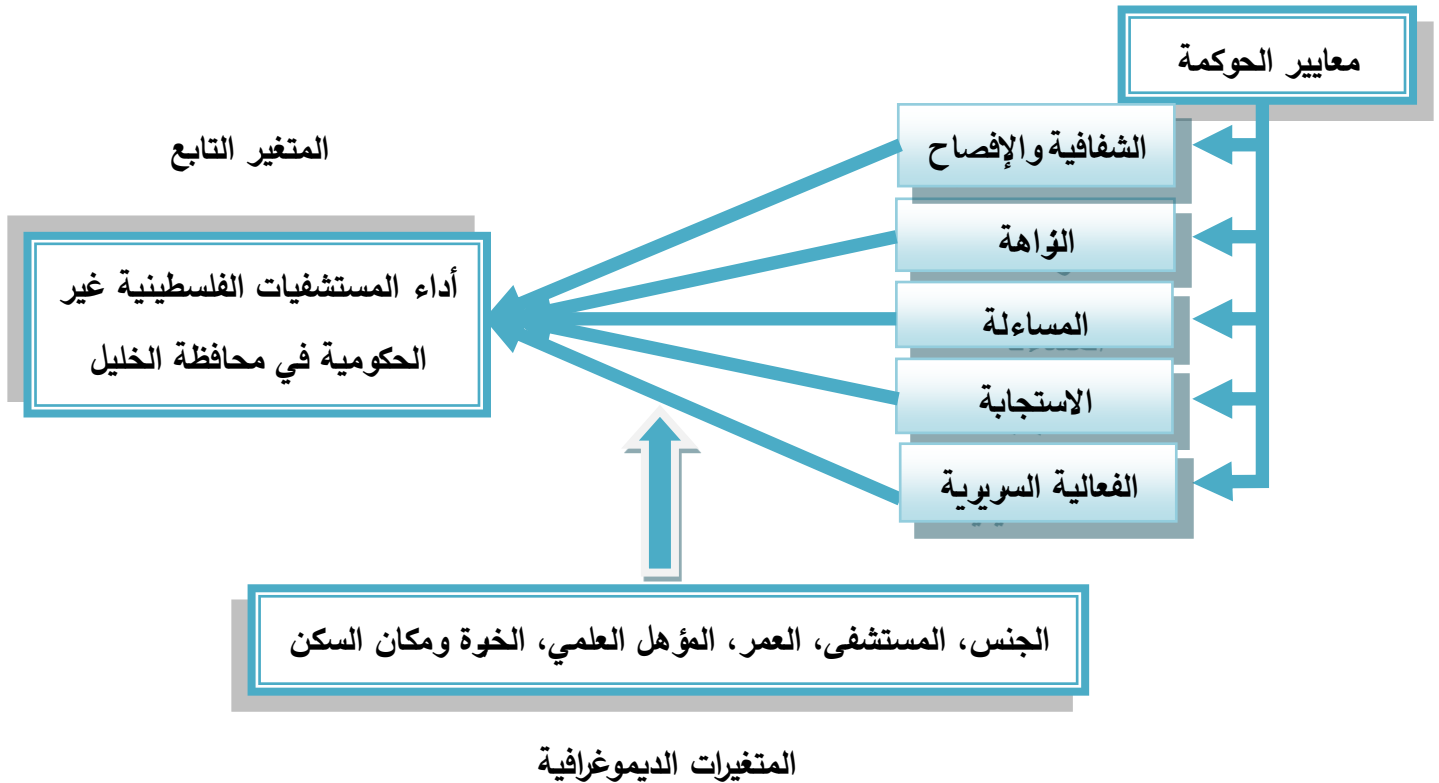 معايير الحوكمة
الشفافية والإفصاح
المتغير التابع
النزاهة
أداء المستشفيات الفلسطينية غير
الحكومية في محافظة الخليل
المساءلة
الاستجابة
الفعالية السريرية
الجنس، المستشفى، العمر، المؤهل العلمي، الخبرة ومكان السكن
المتغيرات الديموغرافية